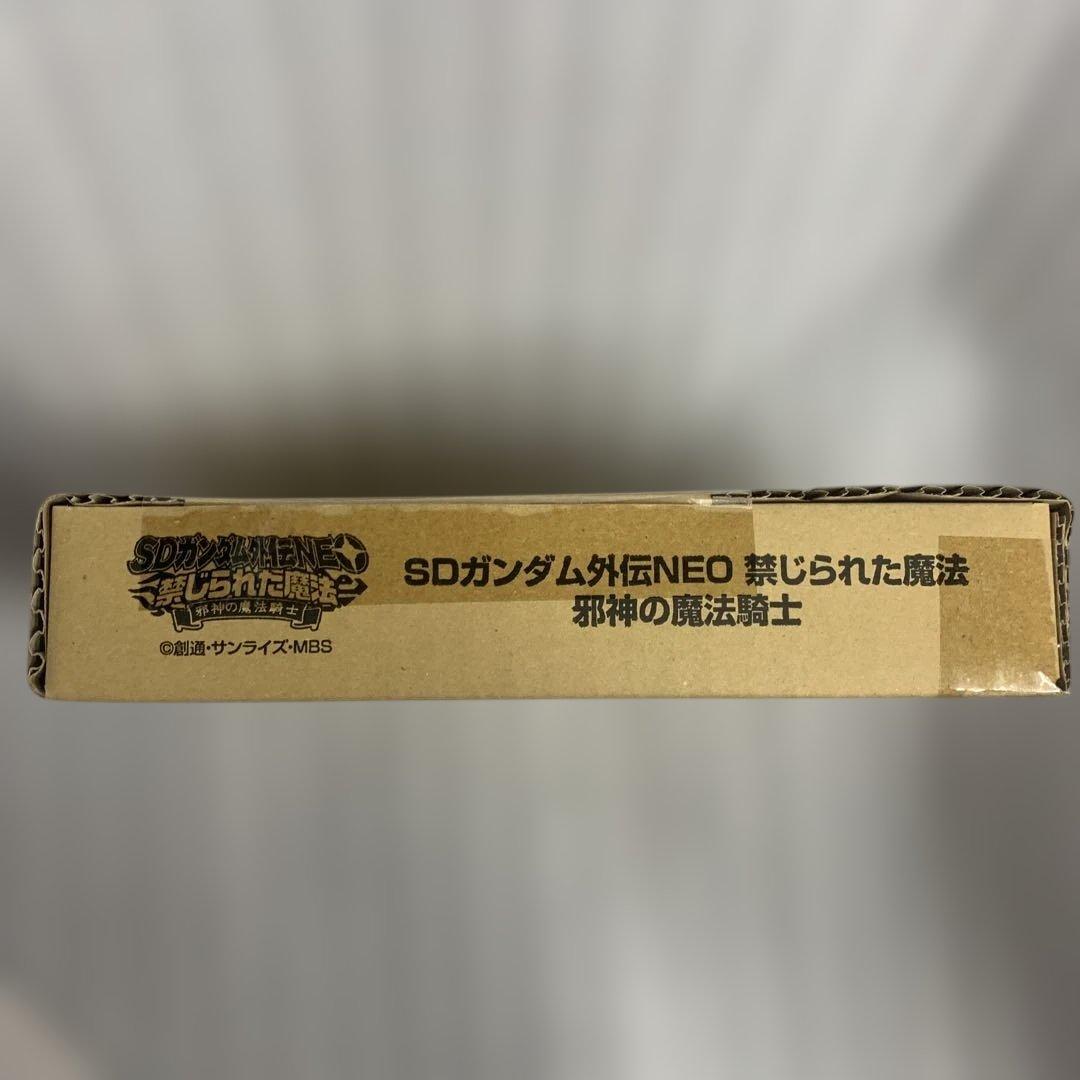 SDガンダム外伝NEO
禁じられた魔法
邪神の魔法騎士
©創通・サンライズ・MBS
SDガンダム外伝NEO 禁じられた魔法
邪神の魔法騎士